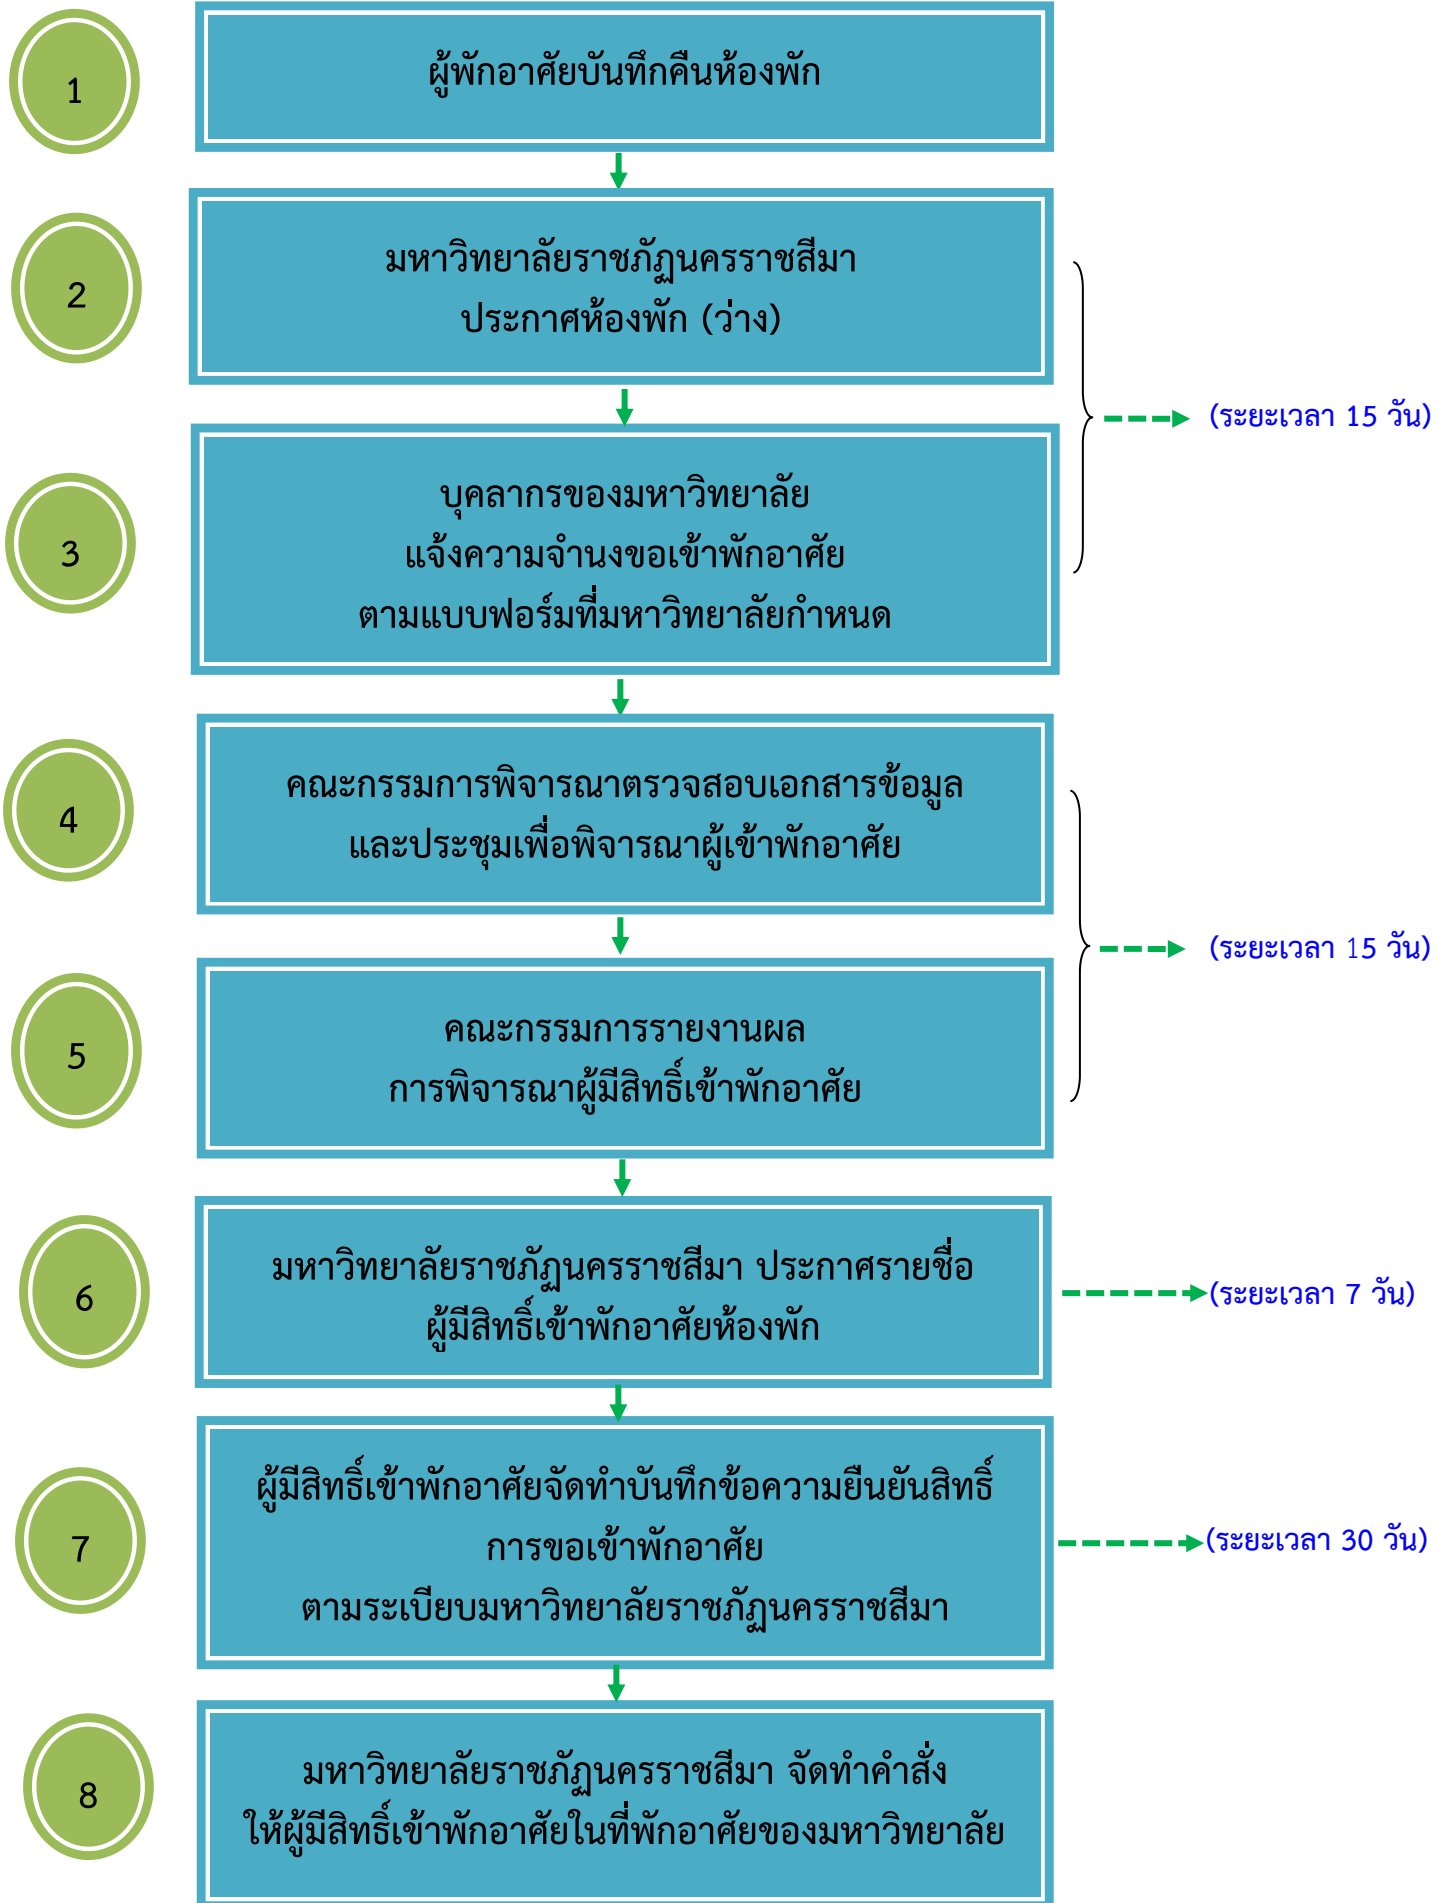 1
ผู้พักอาศัยบันทึกคืนห้องพัก
2
มหาวิทยาลัยราชภัฏนครราชสีมา
ประกาศห้องพัก (ว่าง)
(ระยะเวลา 15 วัน)
3
บุคลากรของมหาวิทยาลัย
แจ้งความจำนงขอเข้าพักอาศัย
ตามแบบฟอร์มที่มหาวิทยาลัยกำหนด
4
คณะกรรมการพิจารณาตรวจสอบเอกสารข้อมูล
และประชุมเพื่อพิจารณาผู้เข้าพักอาศัย
(ระยะเวลา 15 วัน)
5
คณะกรรมการรายงานผล
การพิจารณาผู้มีสิทธิ์เข้าพักอาศัย
6
มหาวิทยาลัยราชภัฏนครราชสีมา ประกาศรายชื่อ
ผู้มีสิทธิ์เข้าพักอาศัยห้องพัก
(ระยะเวลา 7 วัน)
7
ผู้มีสิทธิ์เข้าพักอาศัยจัดทำบันทึกข้อความยืนยันสิทธิ์
การขอเข้าพักอาศัย
ตามระเบียบมหาวิทยาลัยราชภัฏนครราชสีมา
(ระยะเวลา 30 วัน)
8
มหาวิทยาลัยราชภัฏนครราชสีมา จัดทำคำสั่ง
ให้ผู้มีสิทธิ์เข้าพักอาศัยในที่พักอาศัยของมหาวิทยาลัย